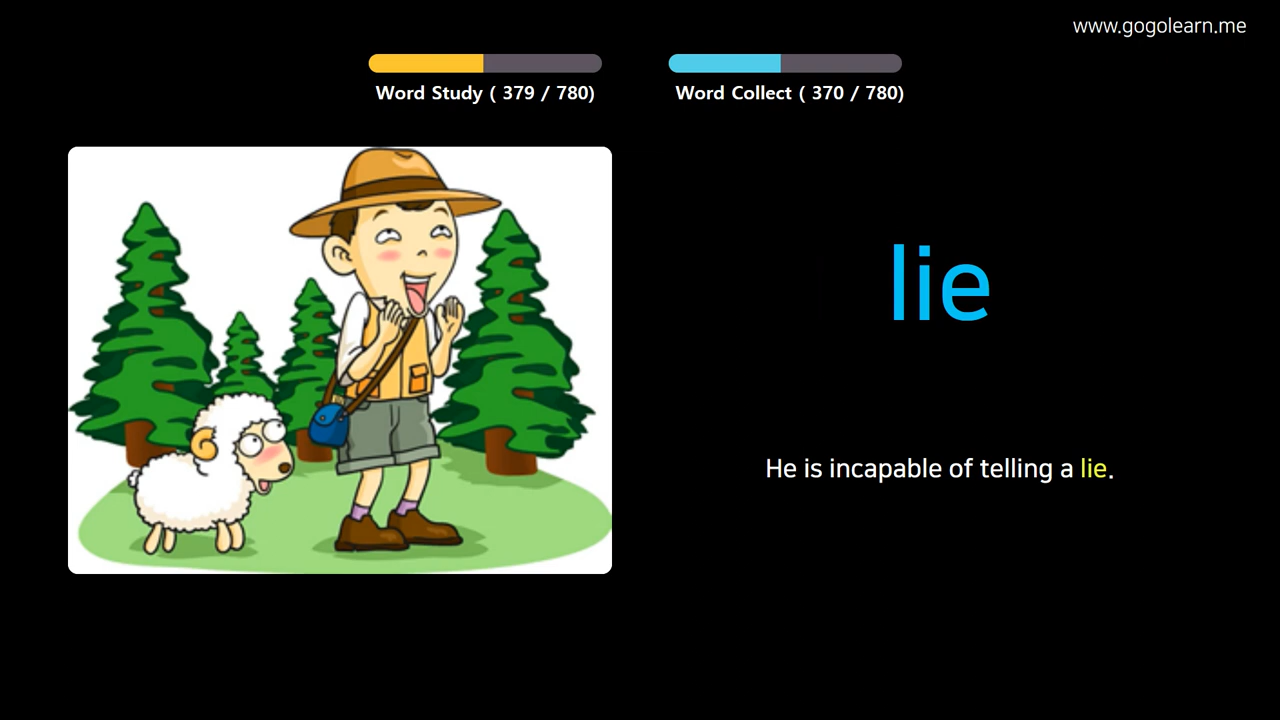 www.gogolearn.me
Word Study ( 379 / 780)
Word Collect ( 370 / 780)
lie
He is incapable of telling a lie.